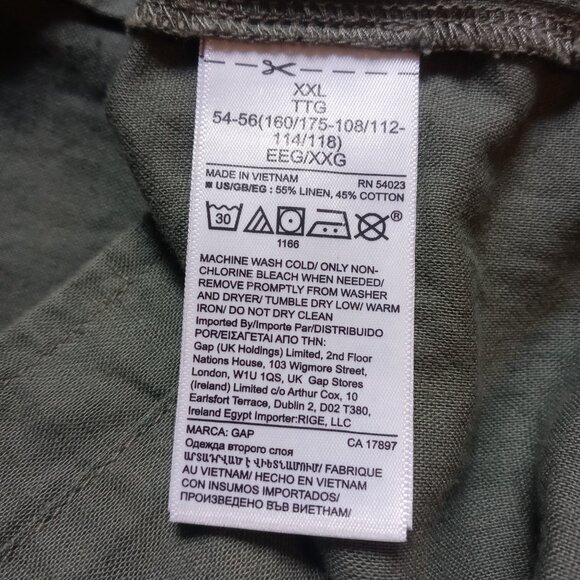 XXL
TTG
54-56(160/175-108/112-
114/118)
EEG/XXG
MADE IN VIETNAM RN 54023
US/GB/EG : 55% LINEN, 45% COTTON
30 ®
1166
MACHINE WASH COLD/ ONLY NON-
CHLORINE BLEACH WHEN NEEDED/
REMOVE PROMPTLY FROM WASHER
AND DRYER/ TUMBLE DRY LOW/ WARM
IRON/ DO NOT DRY CLEAN
Imported By/Importe Par/DISTRIBUIDO
POR/ΕΙΣΑΓΕΤΑΙ ΑΠΟ ΤΗΝ:
Gap (UK Holdings) Limited, 2nd Floor
Nations House, 103 Wigmore Street,
London, W1U 1QS, UK Gap Stores
(Ireland) Limited c/o Arthur Cox, 10
Earlsfort Terrace, Dublin 2, D02 T380,
Ireland Egypt Importer:RIGE, LLC
MARCA: GAP CA 17897
Одежда второго слоя
ԱՐՏԱԴՐՎԱԾ Է ՎԻԵՏՆԱՄՈՒՄ/ FABRIQUE
AU VIETNAM/ HECHO EN VIETNAM
CON INSUMOS IMPORTADOS/
ПРОИЗВЕДЕНО ВЪВ ВИЕТНАМ/